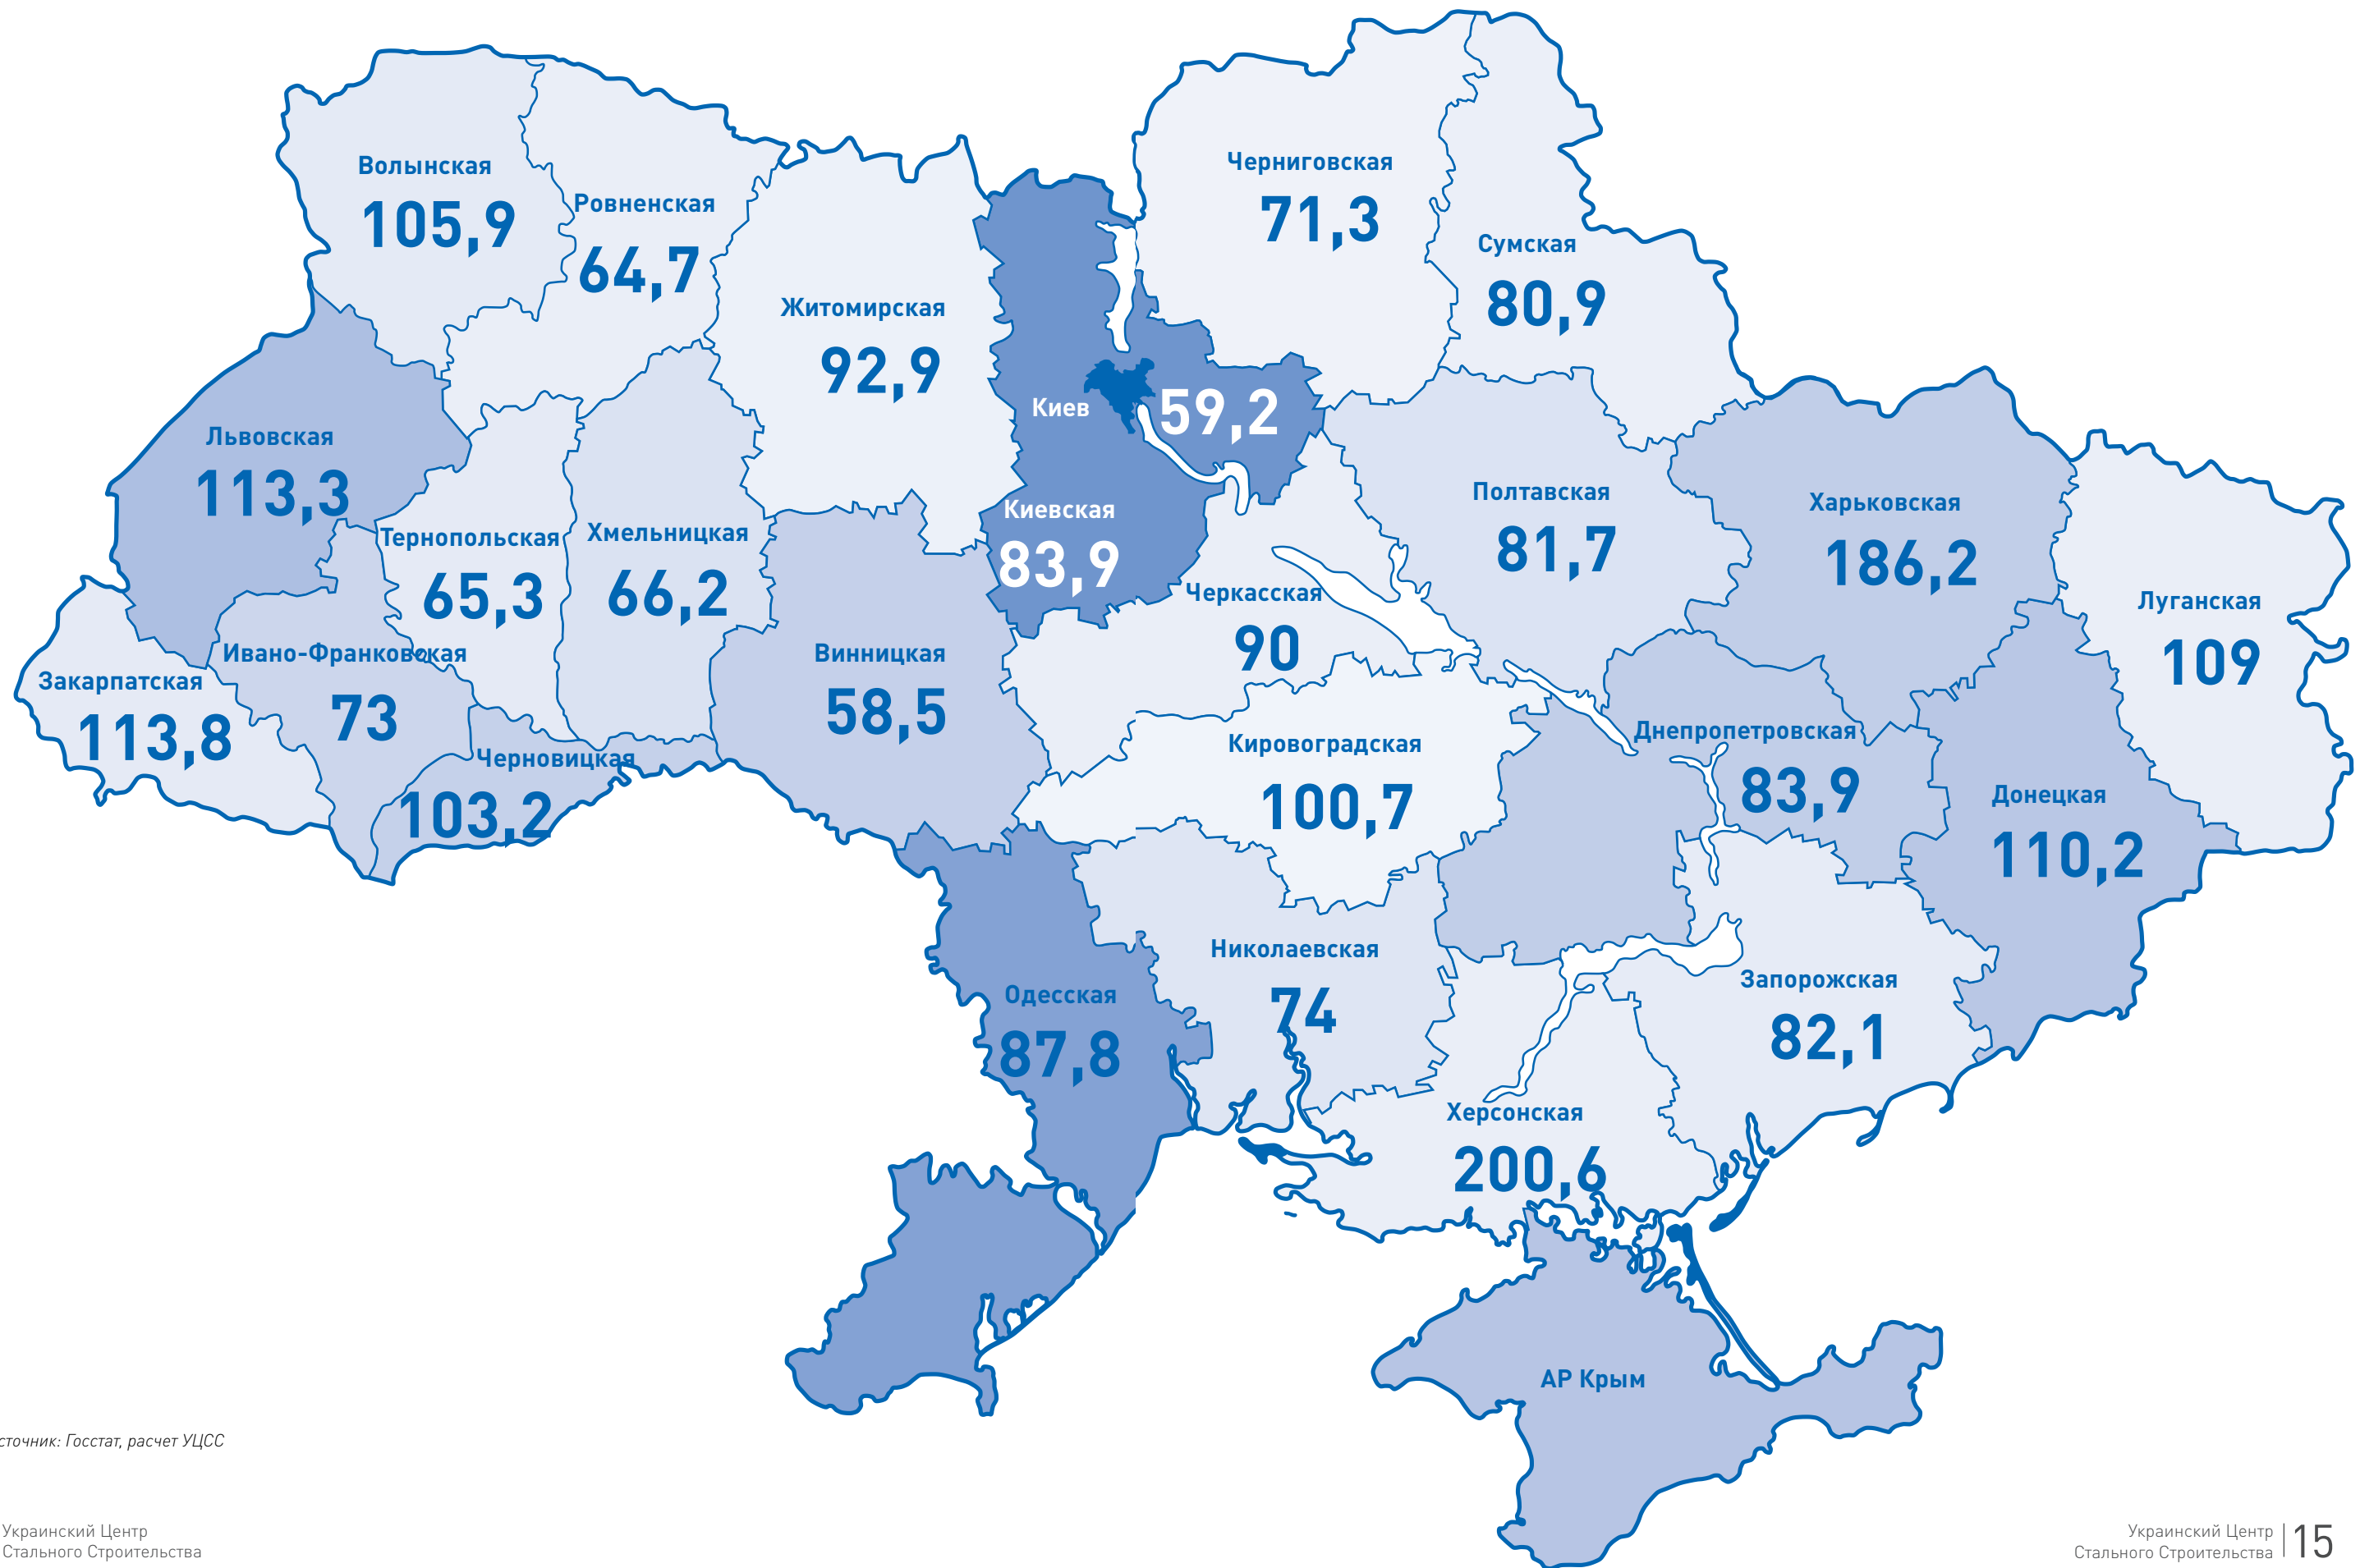 Волынская
105,9
Ровненская
64,7
Житомирская
92,9
Черниговская
71,3
Сумская
80,9
Львовская
113,3
Тернопольская
65,3
Хмельницкая
66,2
Киев
59,2
Киевская
83,9
Черкасская
90
Полтавская
81,7
Харьковская
186,2
Луганская
109
Закарпатская
113,8
Ивано-Франковская
73
Черновицкая
103,2
Винницкая
58,5
Кировоградская
100,7
Днепропетровская
83,9
Донецкая
110,2
Одесская
87,8
Николаевская
74
Запорожская
82,1
Херсонская
200,6
АР Крым
сточник: Госстат, расчет УЦСС
Украинский Центр
Стального Строительства
Украинский Центр
Стального Строительства
15